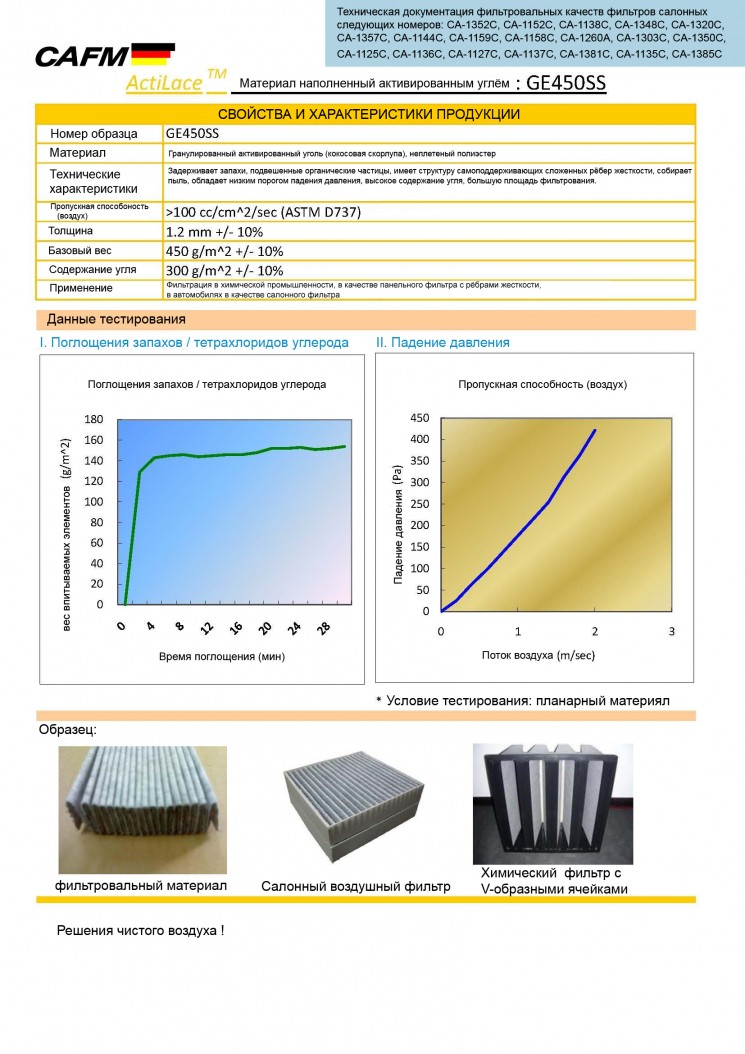 Техническая документация фильтровальных качеств фильтров салонных
следующих номеров: CA-1352C, CA-1152C, CA-1138C, CA-1348C, CA-1320C,
CA-1357C, CA-1144C, CA-1159C, CA-1158C, CA-1260A, CA-1303C, CA-1350C,
CA-1125C, CA-1136C, CA-1127C, CA-1137C, CA-1381C, CA-1135C, CA-1385C
CAFM
ActiLace TM Материал наполненный активированным углём : GE450SS
СВОЙСТВА И ХАРАКТЕРИСТИКИ ПРОДУКЦИИ
Номер образца GE450SS
Материал Гранулированный активированный уголь (кокосовая скорлупа), неплетеный полиэстер
Технические характеристики Задерживает запахи, подвешенные органические частицы, имеет структуру самоподдерживающих сложенных рёбер жесткости, собирает
пыль, обладает низким порогом падения давления, высокое содержание угля, большую площадь фильтрования.
Пропускная способоность (воздух) >100 cc/cm^2/sec (ASTM D737)
Толщина 1.2 mm +/- 10%
Базовый вес 450 g/m^2 +/- 10%
Содержание угля 300 g/m^2 +/- 10%
Применение Фильтрация в химической промышленности, в качестве панельного фильтра с рёбрами жесткости,
в автомобилях в качестве салонного фильтра
Данные тестирования
I. Поглощения запахов / тетрахлоридов углерода
Поглощения запахов / тетрахлоридов углерода
вес впитываемых элементов (g/m^2)
180
160
140
120
100
80
60
40
20
0
0 4 8 12 16 20 24 28
Время поглощения (мин)
II. Падение давления
Пропускная способность (воздух)
Падение давления (Pa)
450
400
350
300
250
200
150
100
50
0
0 1 2 3
Поток воздуха (m/sec)
* Условие тестирования: планарный материял
Образец:
фильтровальный материал
Салонный воздушный фильтр
Химический фильтр с
V-образными ячейками
Решения чистого воздуха !